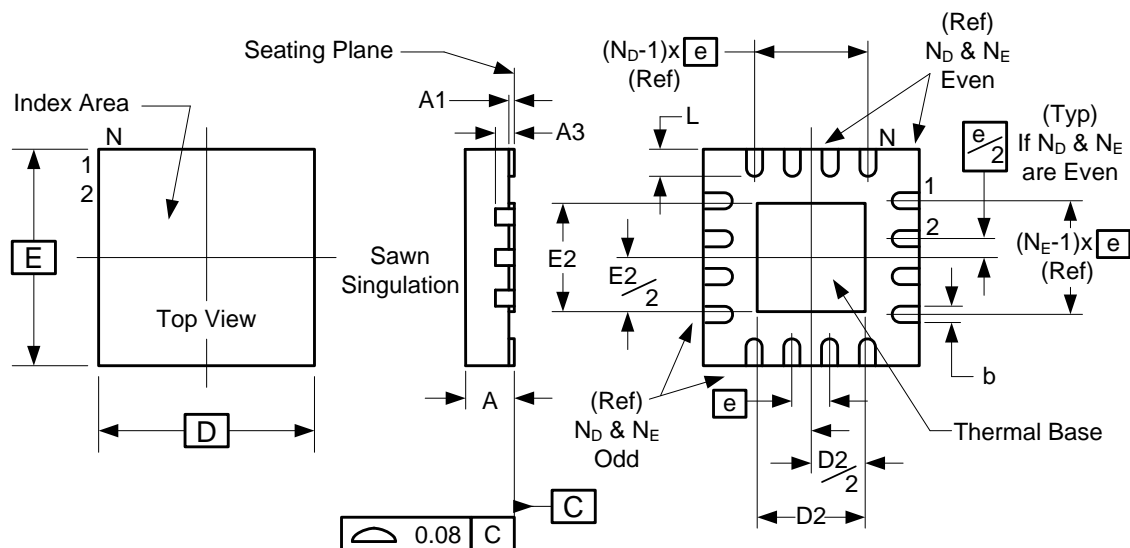 Seating Plane
Index Area
N
1
2
E
Top View
D
A1
A3
Sawn
Singulation
A
C
0.08 C
(N_D-1)x e
(Ref)
(Ref)
N_D & N_E
Even
L
N
e/2
(Typ)
If N_D & N_E
are Even
1
2
(N_E-1)x e
(Ref)
E2
E2/2
b
(Ref)
N_D & N_E
Odd
e
Thermal Base
D2/2
D2